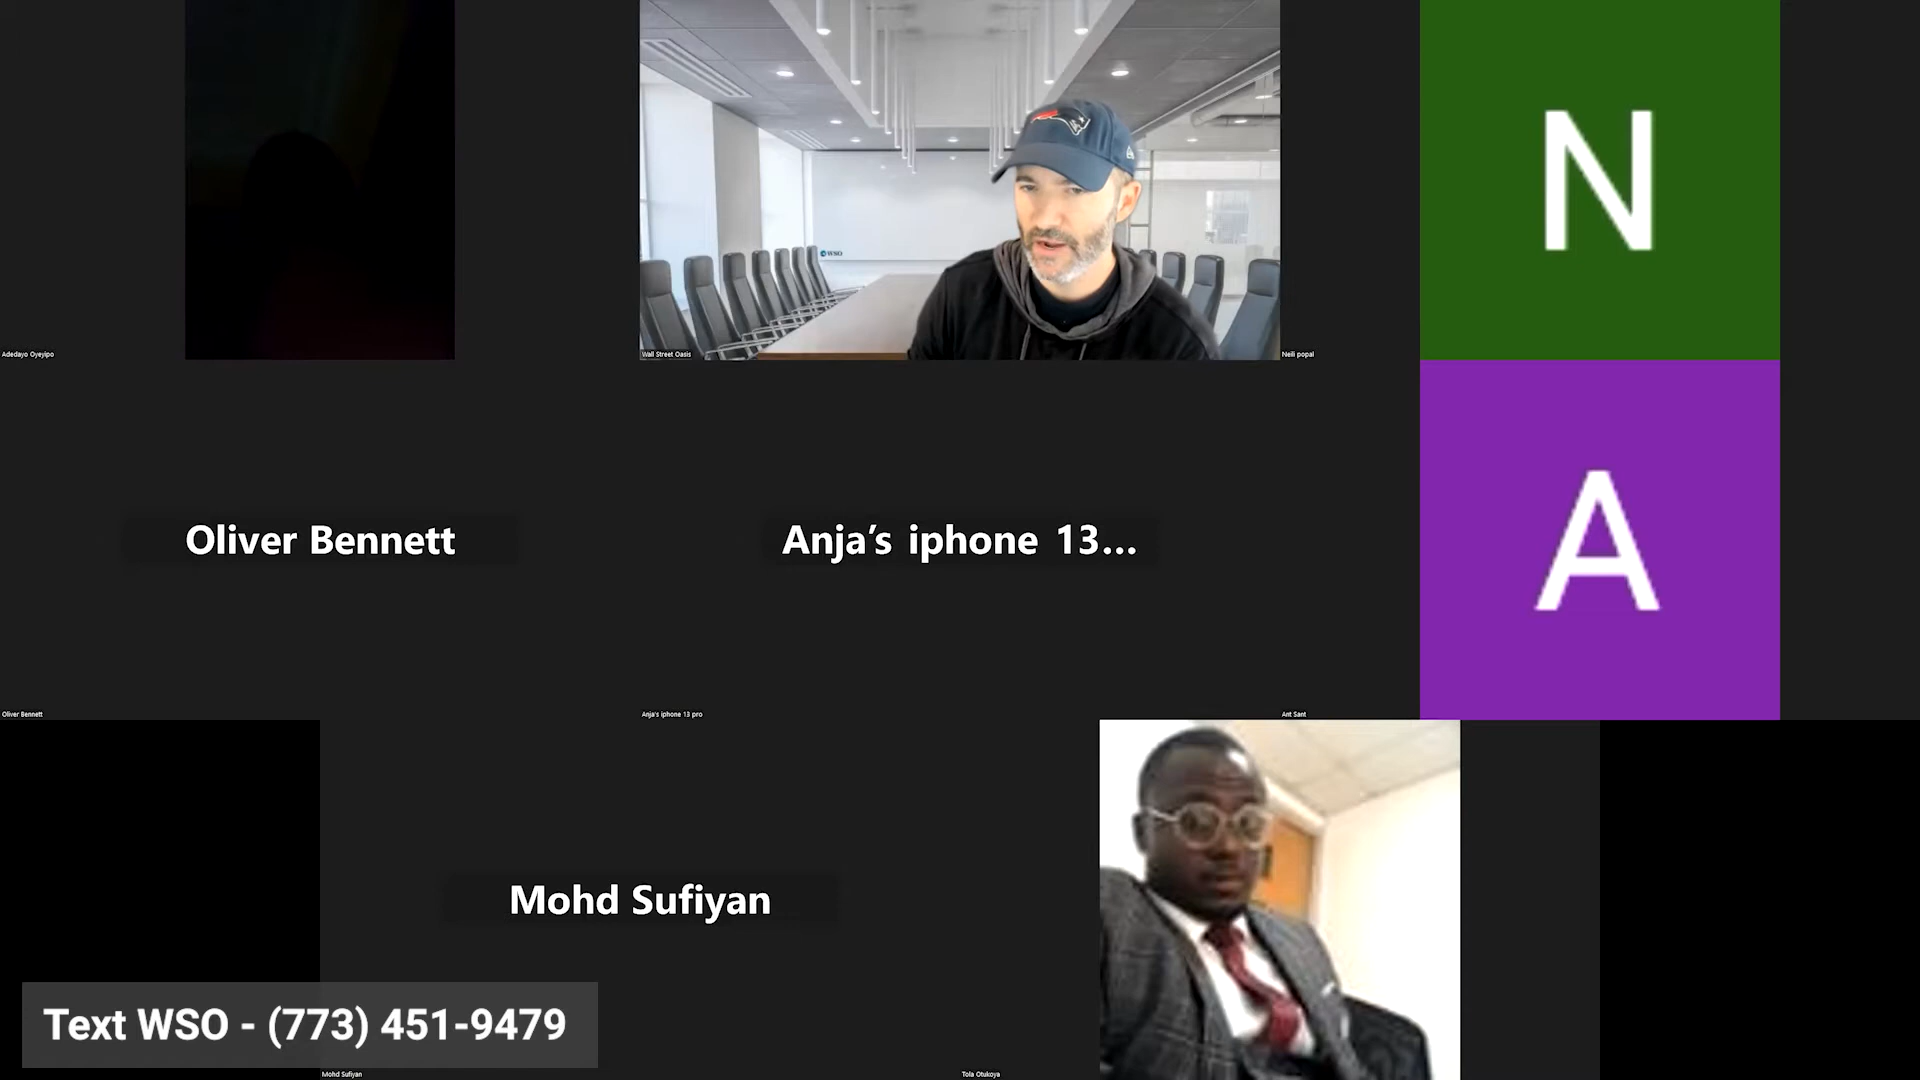 N
WSO
Adedayo Oyeyipo
Wall Street Oasis
Neili popal
Oliver Bennett
Anja's iphone 13...
A
Oliver Bennett
Anja's iphone 13 pro
Ant Sant
Mohd Sufiyan
Text WSO - (773) 451-9479
Mohd Sufiyan
Tola Otukoya